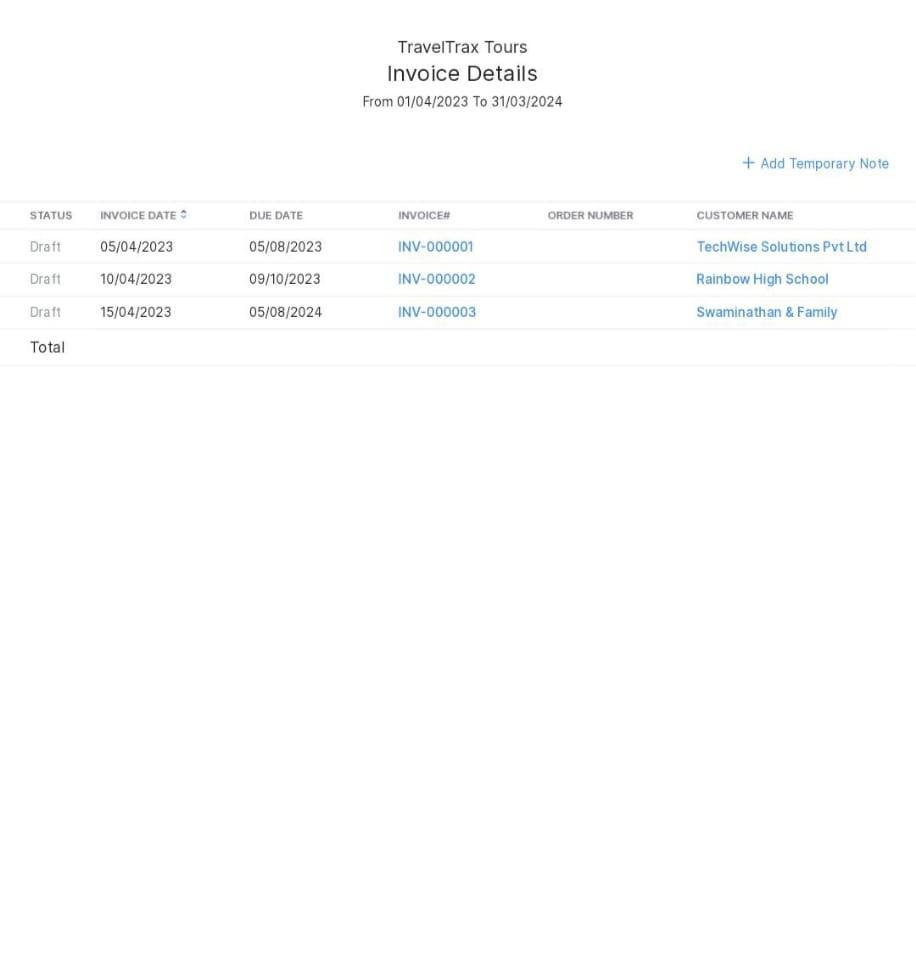 TravelTrax Tours
Invoice Details
From 01/04/2023 To 31/03/2024
+ Add Temporary Note
STATUS INVOICE DATE DUE DATE INVOICE# ORDER NUMBER CUSTOMER NAME
Draft 05/04/2023 05/08/2023 INV-000001 TechWise Solutions Pvt Ltd
Draft 10/04/2023 09/10/2023 INV-000002 Rainbow High School
Draft 15/04/2023 05/08/2024 INV-000003 Swaminathan & Family
Total